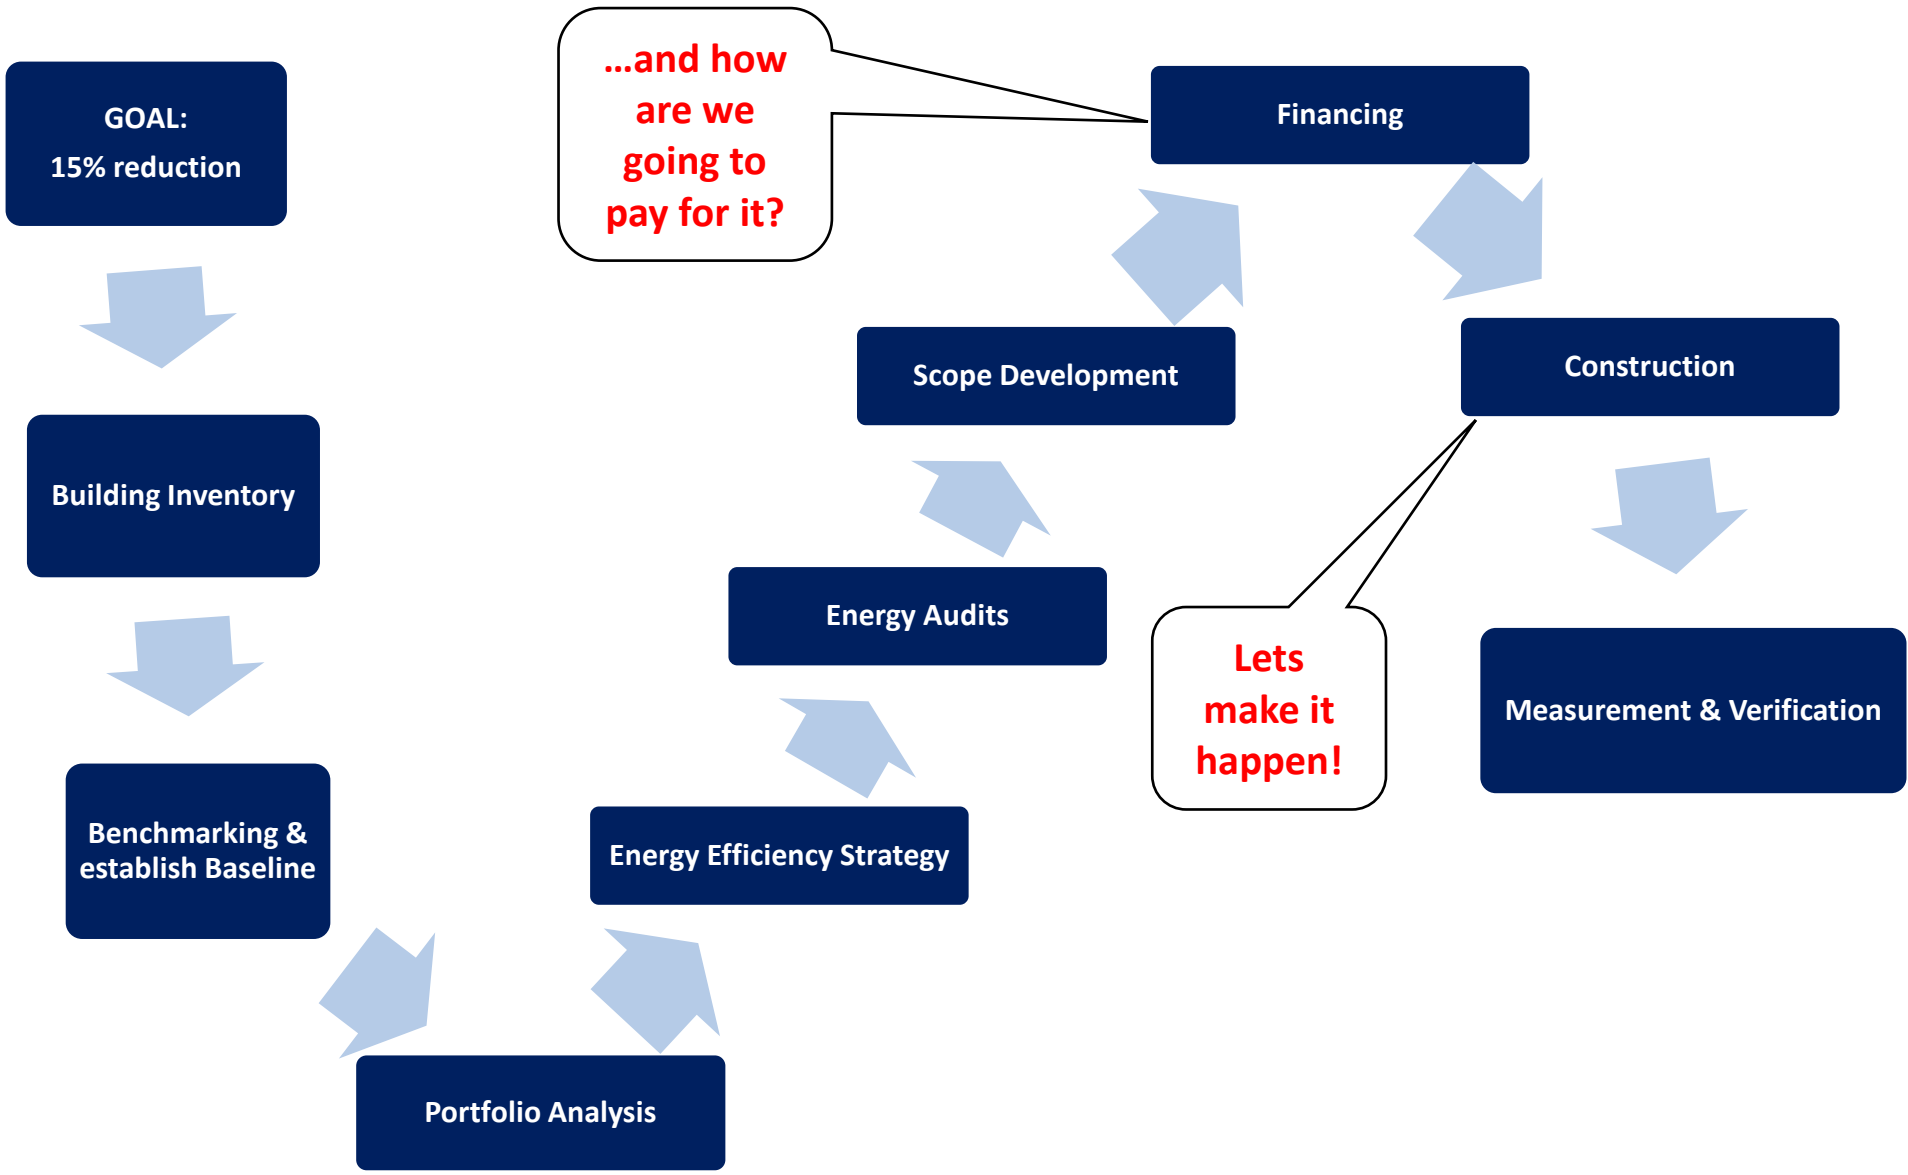 GOAL:
15% reduction
Building Inventory
Benchmarking &
establish Baseline
Portfolio Analysis
Energy Efficiency Strategy
Energy Audits
Scope Development
...and how
are we
going to
pay for it?
Financing
Construction
Lets
make it
happen!
Measurement & Verification